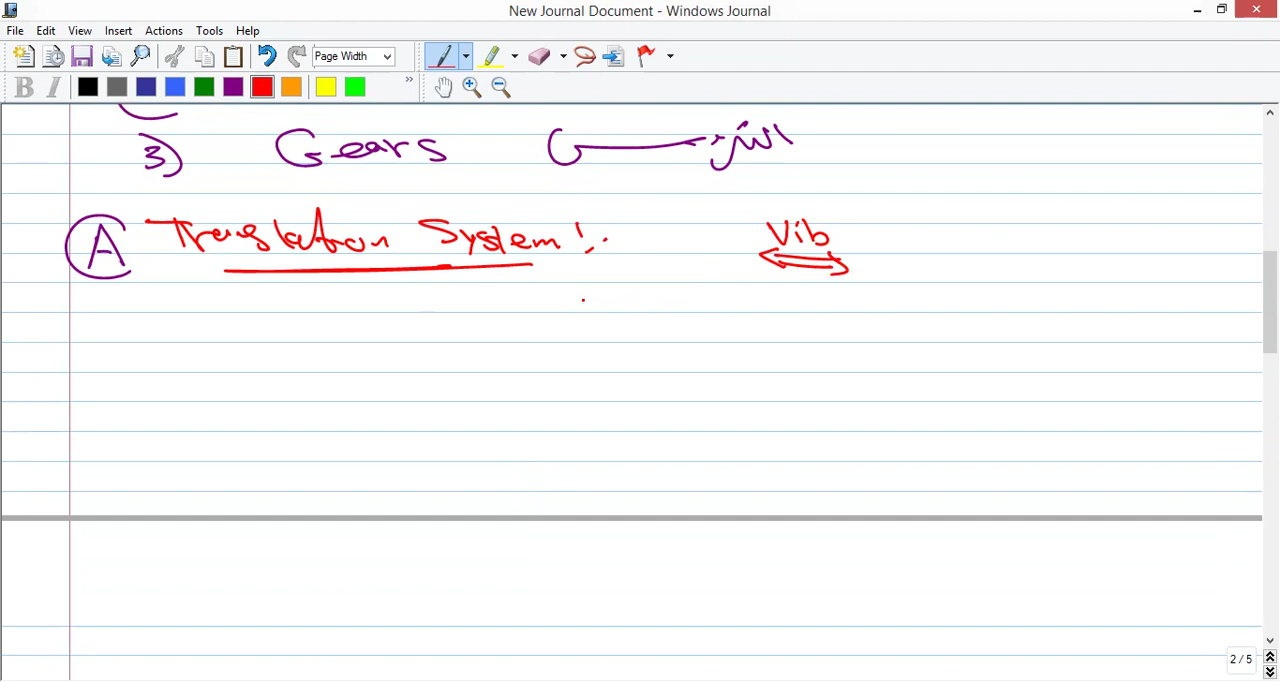 New Journal Document - Windows Journal
File Edit View Insert Actions Tools Help
Page Width
B I »
3) Gears
A Translation System :. Vib
2 / 5